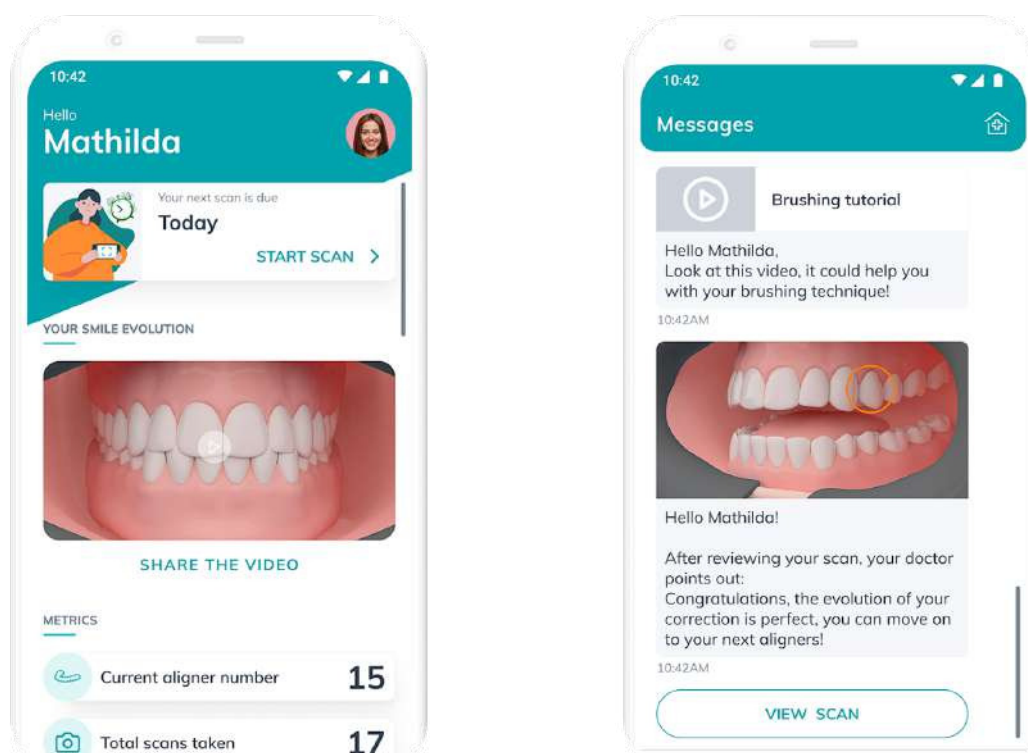 10:42
Hello
Mathilda
Your next scan is due
Today
START SCAN
YOUR SMILE EVOLUTION
SHARE THE VIDEO
METRICS
Current aligner number 15
Total scans taken 17
10:42
Messages
Brushing tutorial
Hello Mathilda,
Look at this video, it could help you
with your brushing technique!
10:42AM
Hello Mathilda!
After reviewing your scan, your doctor
points out:
Congratulations, the evolution of your
correction is perfect, you can move on
to your next aligners!
10:42AM
VIEW SCAN